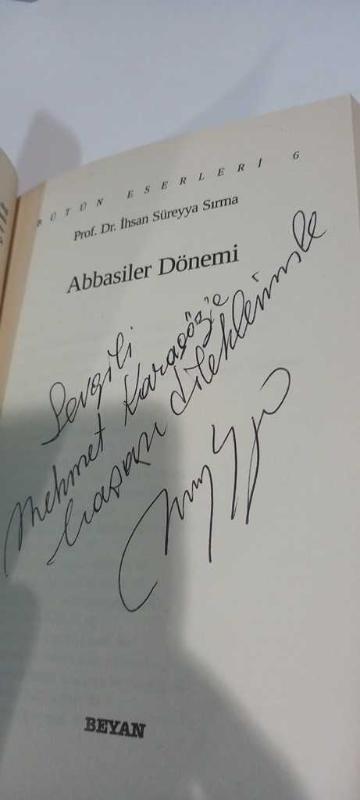 BÜTÜN ESERLERİ 6
Prof. Dr. İhsan Süreyya Sırma
Abbasiler Dönemi
Sevgili
Mehmet Karagöz'e
başarı dileklerimle
BEYAN